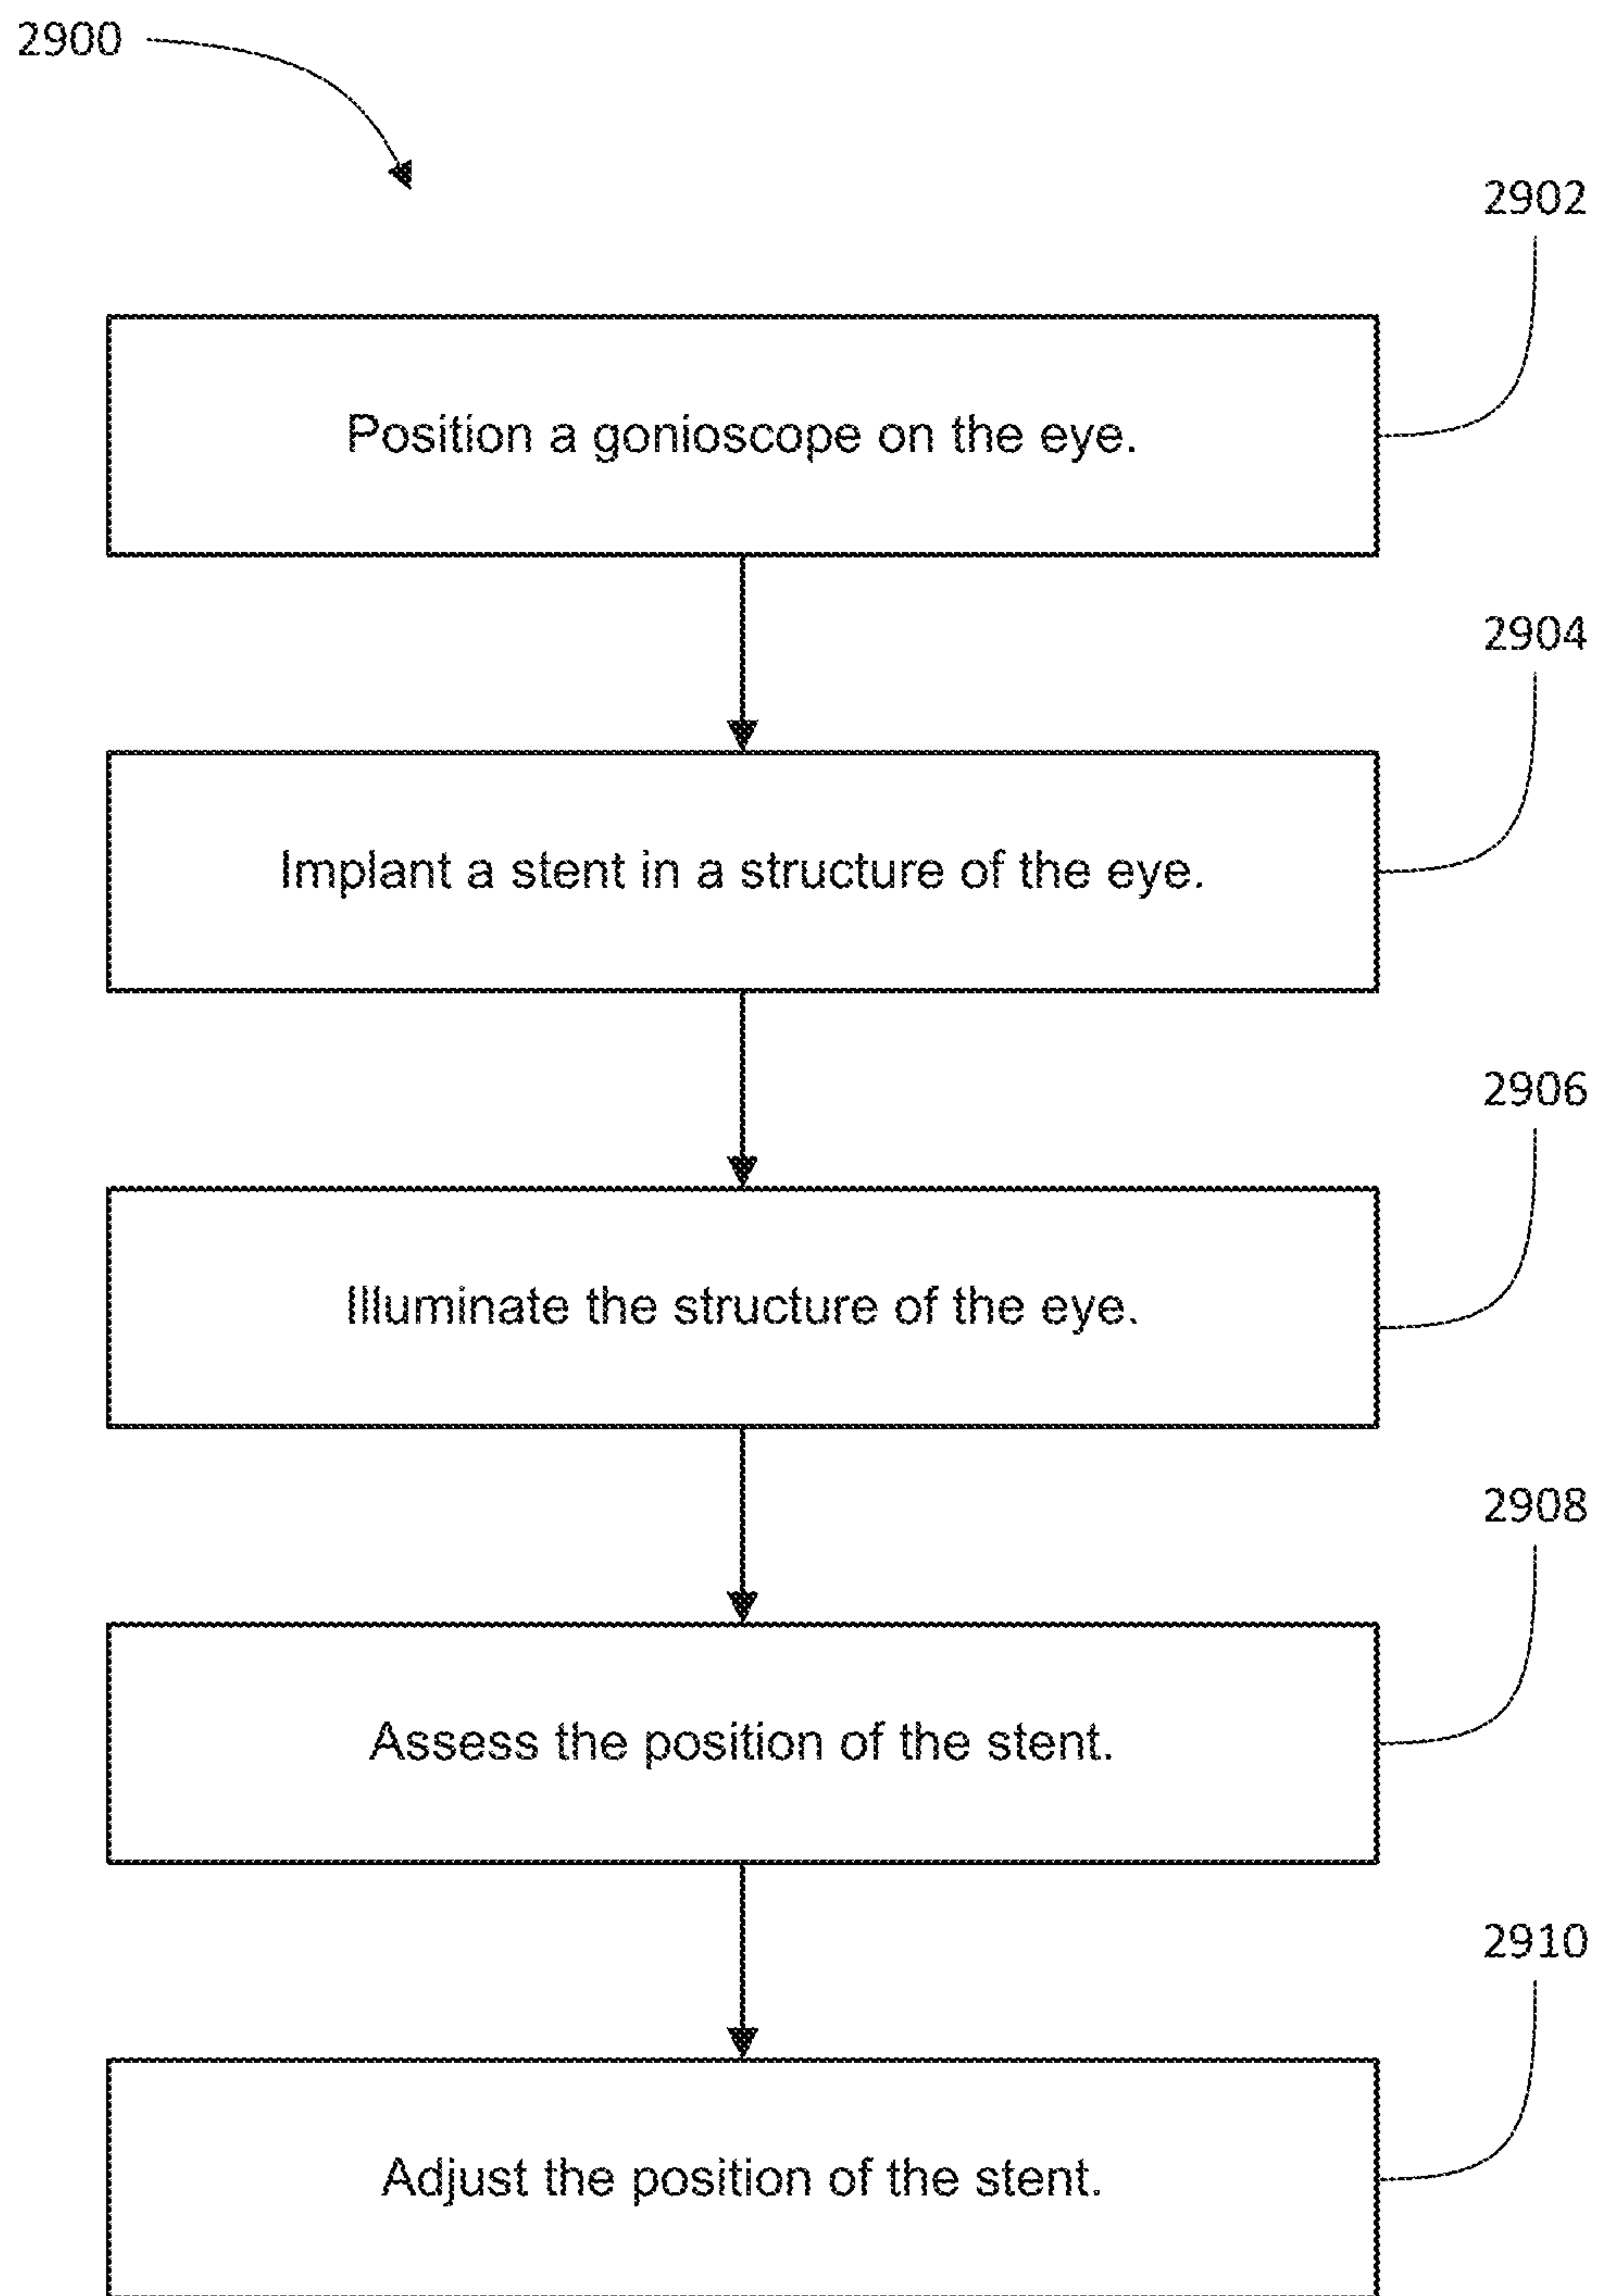 2900
2902
Position a gonioscope on the eye.
2904
Implant a stent in a structure of the eye.
2906
Illuminate the structure of the eye.
2908
Assess the position of the stent.
2910
Adjust the position of the stent.